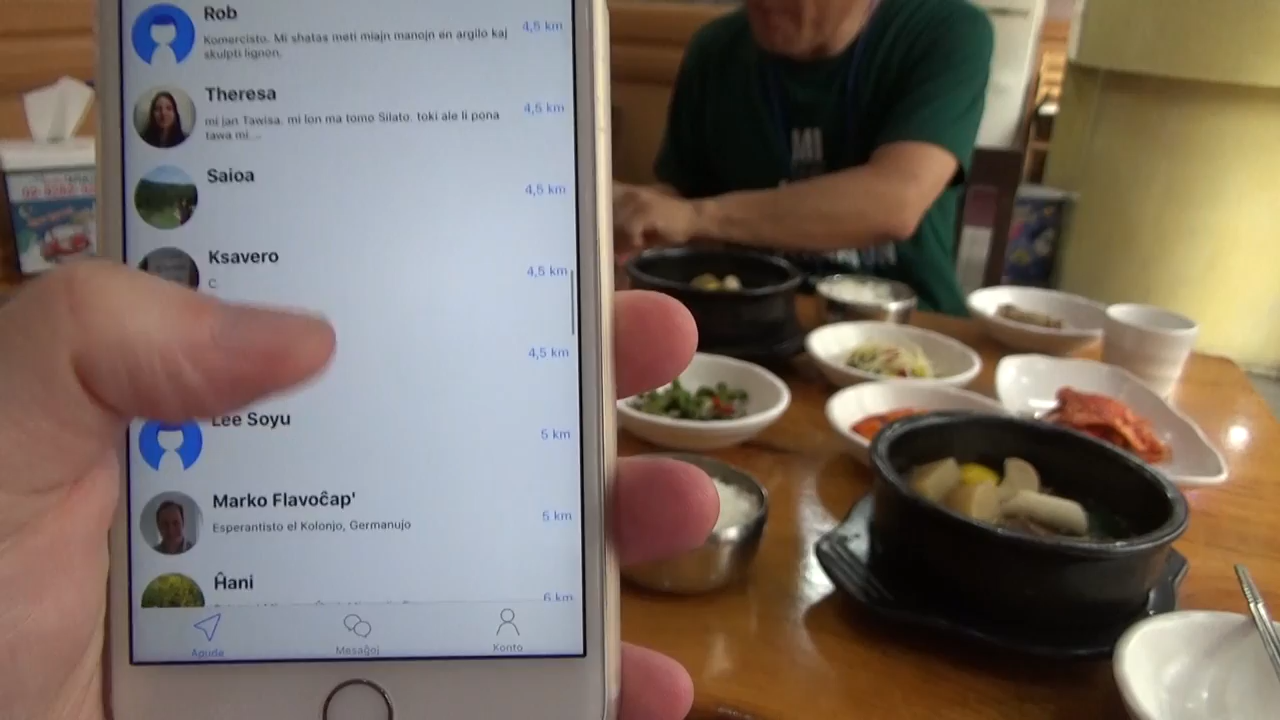 Rob
4,5 km
Komercisto. Mi ŝatas meti miajn manojn en argilo kaj
skulpti lignon.
Theresa
4,5 km
mi jan Tawisa. mi lon ma tomo Silato. toki ale li pona
tawa mi. ...
Saioa
4,5 km
Ksavero
4,5 km
C
4,5 km
Lee Soyu
5 km
Marko Flavoĉap'
5 km
Esperantisto el Kolonjo, Germanujo
Ĥani
6 km
Apude
Mesaĝoj
Konto
MI